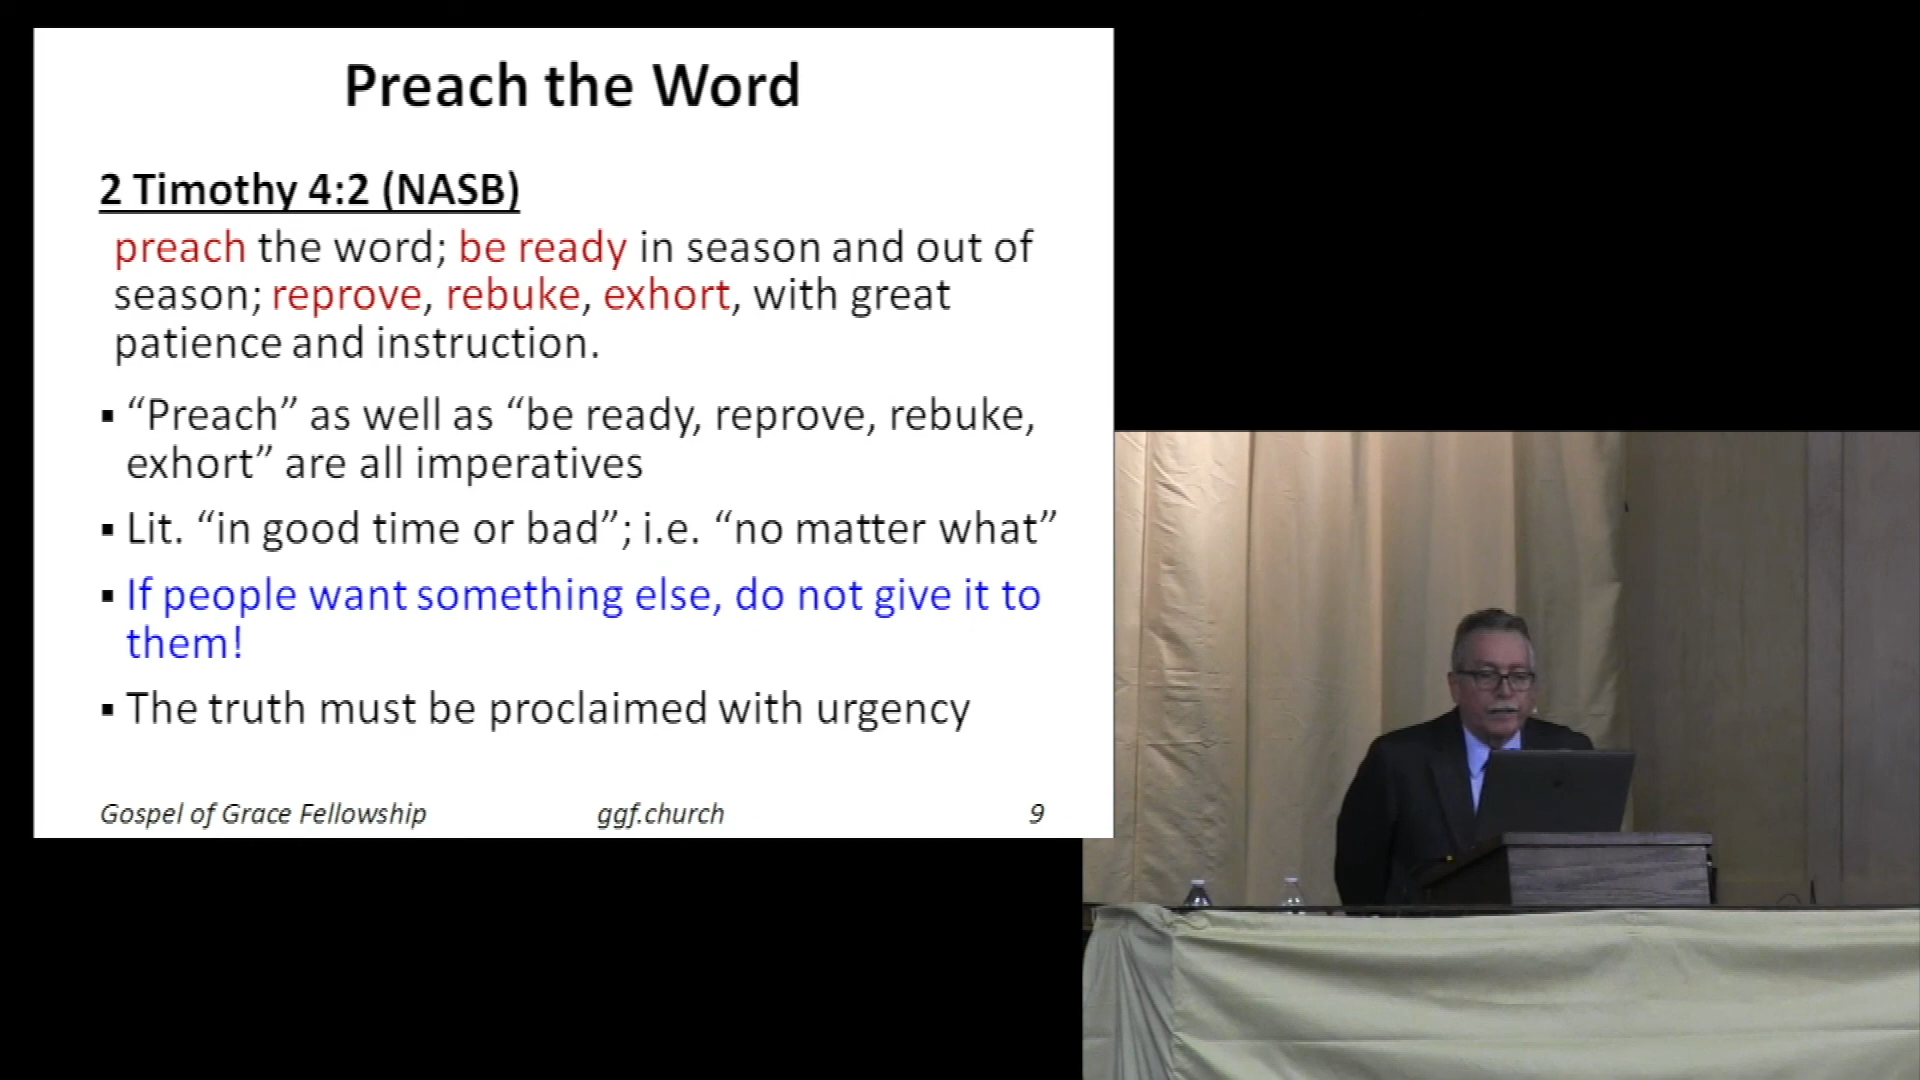 Preach the Word
2 Timothy 4:2 (NASB)
preach the word; be ready in season and out of
season; reprove, rebuke, exhort, with great
patience and instruction.
▪ “Preach” as well as “be ready, reprove, rebuke,
exhort” are all imperatives
▪ Lit. “in good time or bad”; i.e. “no matter what”
▪ If people want something else, do not give it to
them!
▪ The truth must be proclaimed with urgency
Gospel of Grace Fellowship ggf.church 9